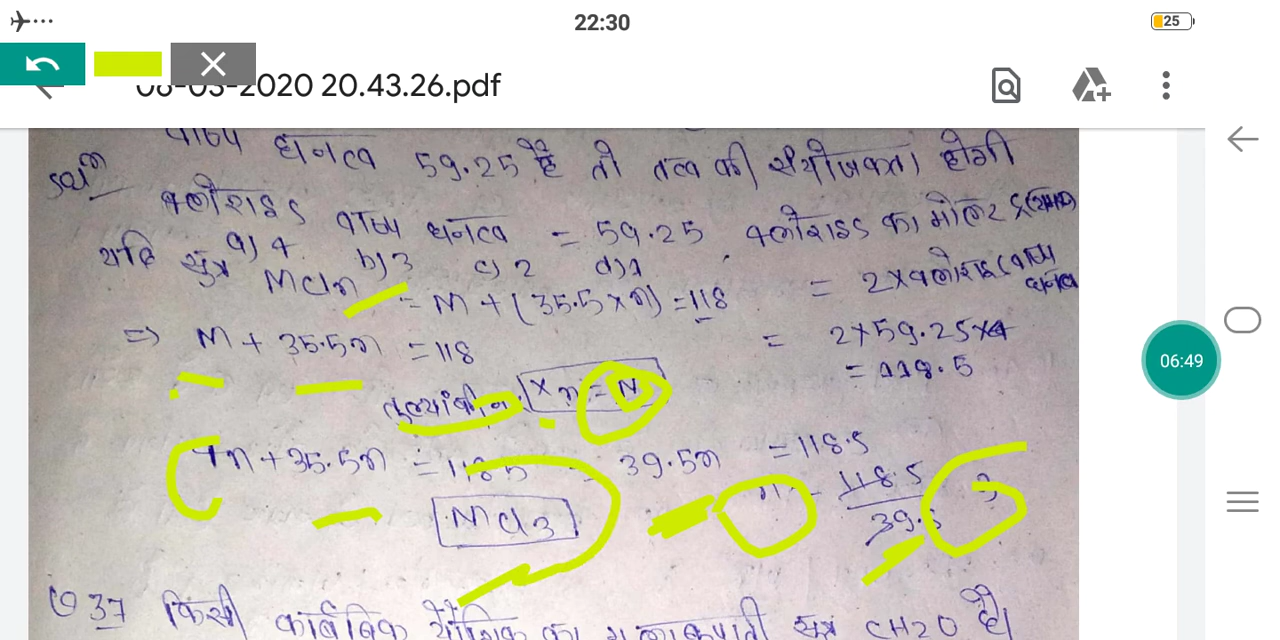 22:30
25
06-03-2020 20.43.26.pdf
वाष्प घनत्व 59.25 है तो तत्व की संयोजकता होगी
क्लोराइड वाष्प घनत्व = 59.25 क्लोराइड का मोलर द्रव्यमान
a) 4 b) 3 c) 2 d) 1
यदि सूत्र MCln = M + (35.5 × n) = 118
= 2 × क्लोराइड वाष्प घनत्व
⇒ M + 35.5n = 118
= 2 × 59.25 ×
= 118.5
06:49
तुल्यांकी भार × n = M
4n + 35.5n = 118.5
39.5n = 118.5
n = 118.5 / 39.5 3
MCl3
Q 37 किसी कार्बनिक यौगिक का मूलानुपाती सूत्र CH2O है।